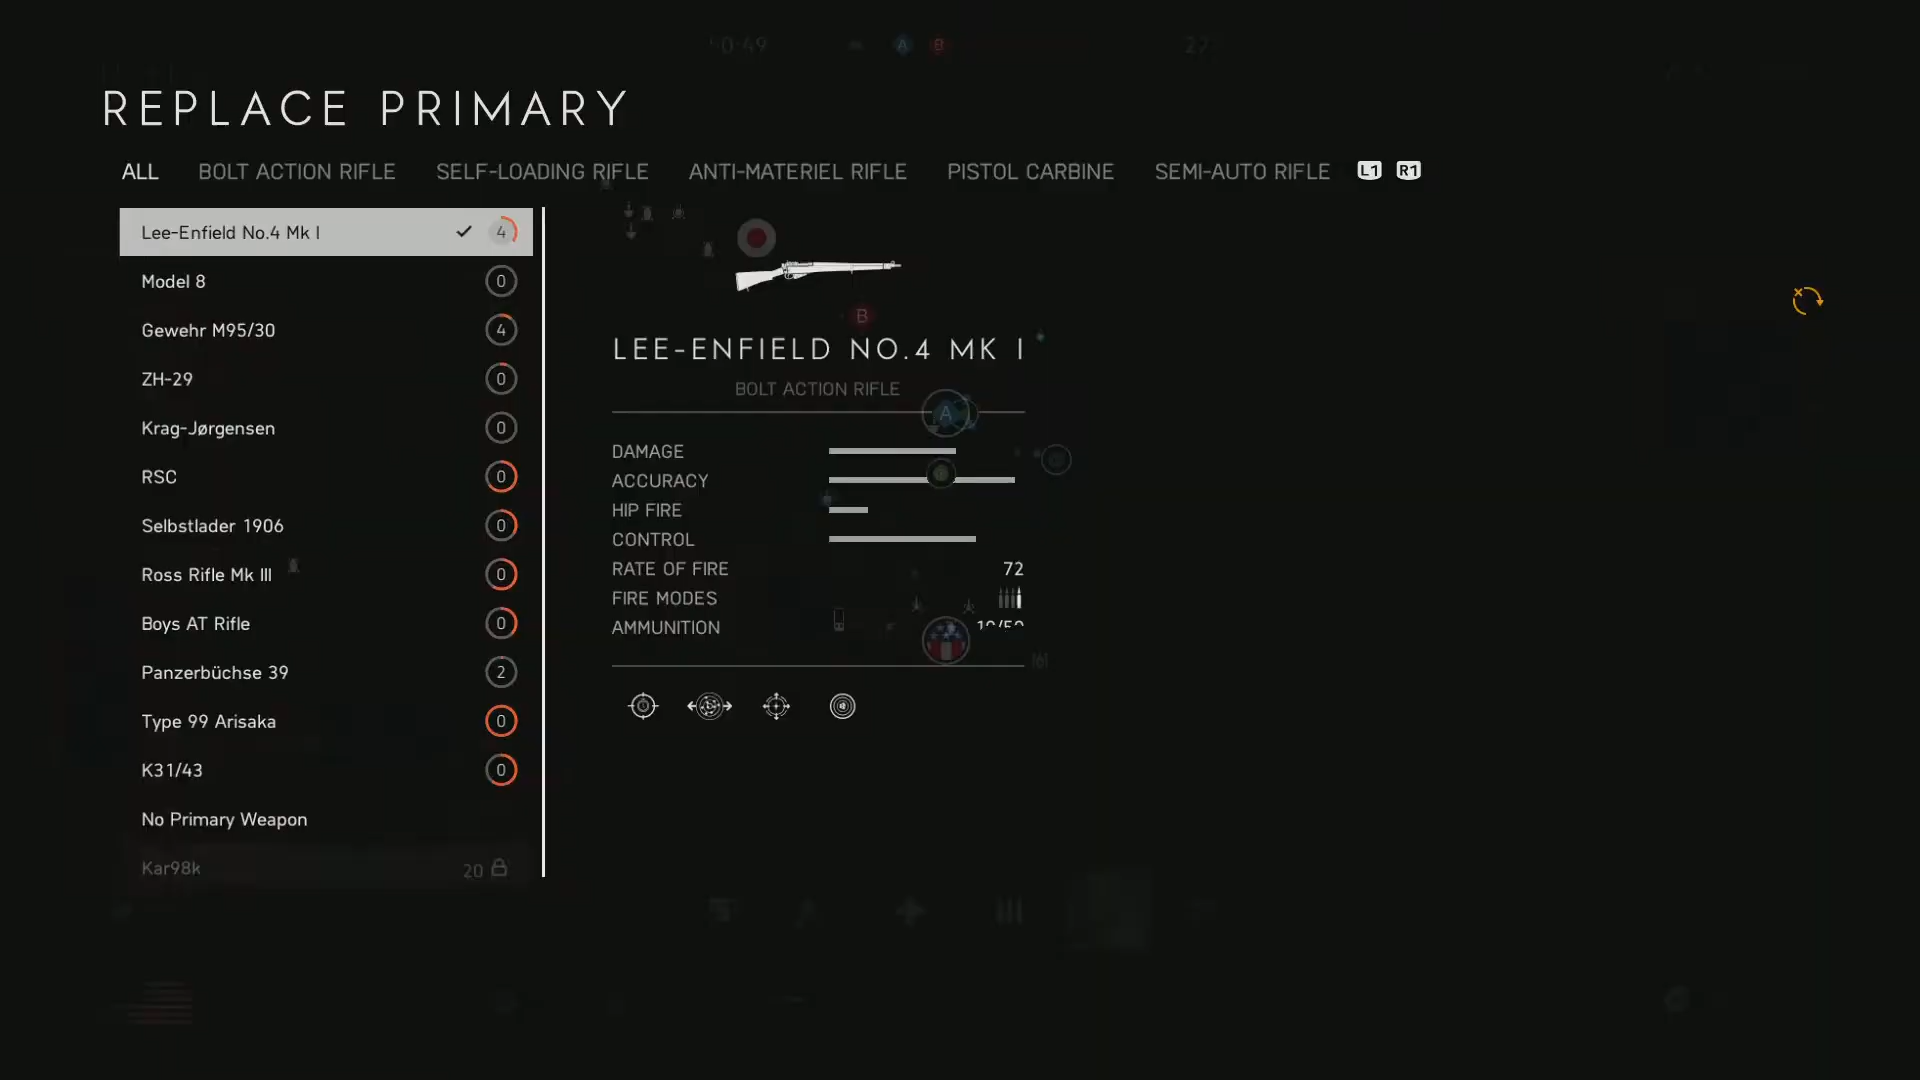 A B
REPLACE PRIMARY
ALL BOLT ACTION RIFLE SELF-LOADING RIFLE ANTI-MATERIEL RIFLE PISTOL CARBINE SEMI-AUTO RIFLE L1 R1
Lee-Enfield No.4 Mk I 4
Model 8 0
Gewehr M95/30 4
ZH-29 0
Krag-Jørgensen 0
RSC 0
Selbstlader 1906 0
Ross Rifle Mk III 0
Boys AT Rifle 0
Panzerbüchse 39 2
Type 99 Arisaka 0
K31/43 0
No Primary Weapon
Kar98k 20
B
LEE-ENFIELD NO.4 MK I
BOLT ACTION RIFLE
A
DAMAGE
ACCURACY
HIP FIRE
CONTROL
RATE OF FIRE 72
FIRE MODES
AMMUNITION